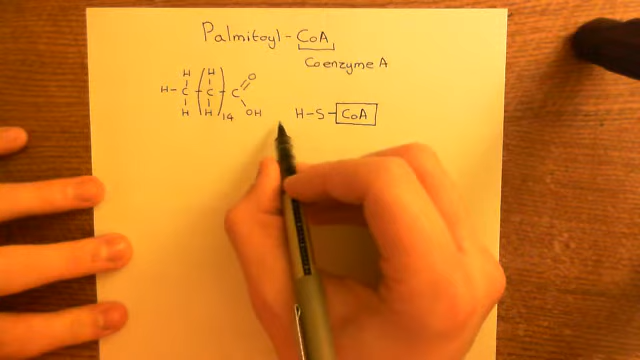 Palmitoyl - CoA
Coenzyme A
H H O
H - C - ( C ) - C
H H 14 OH
H - S - CoA